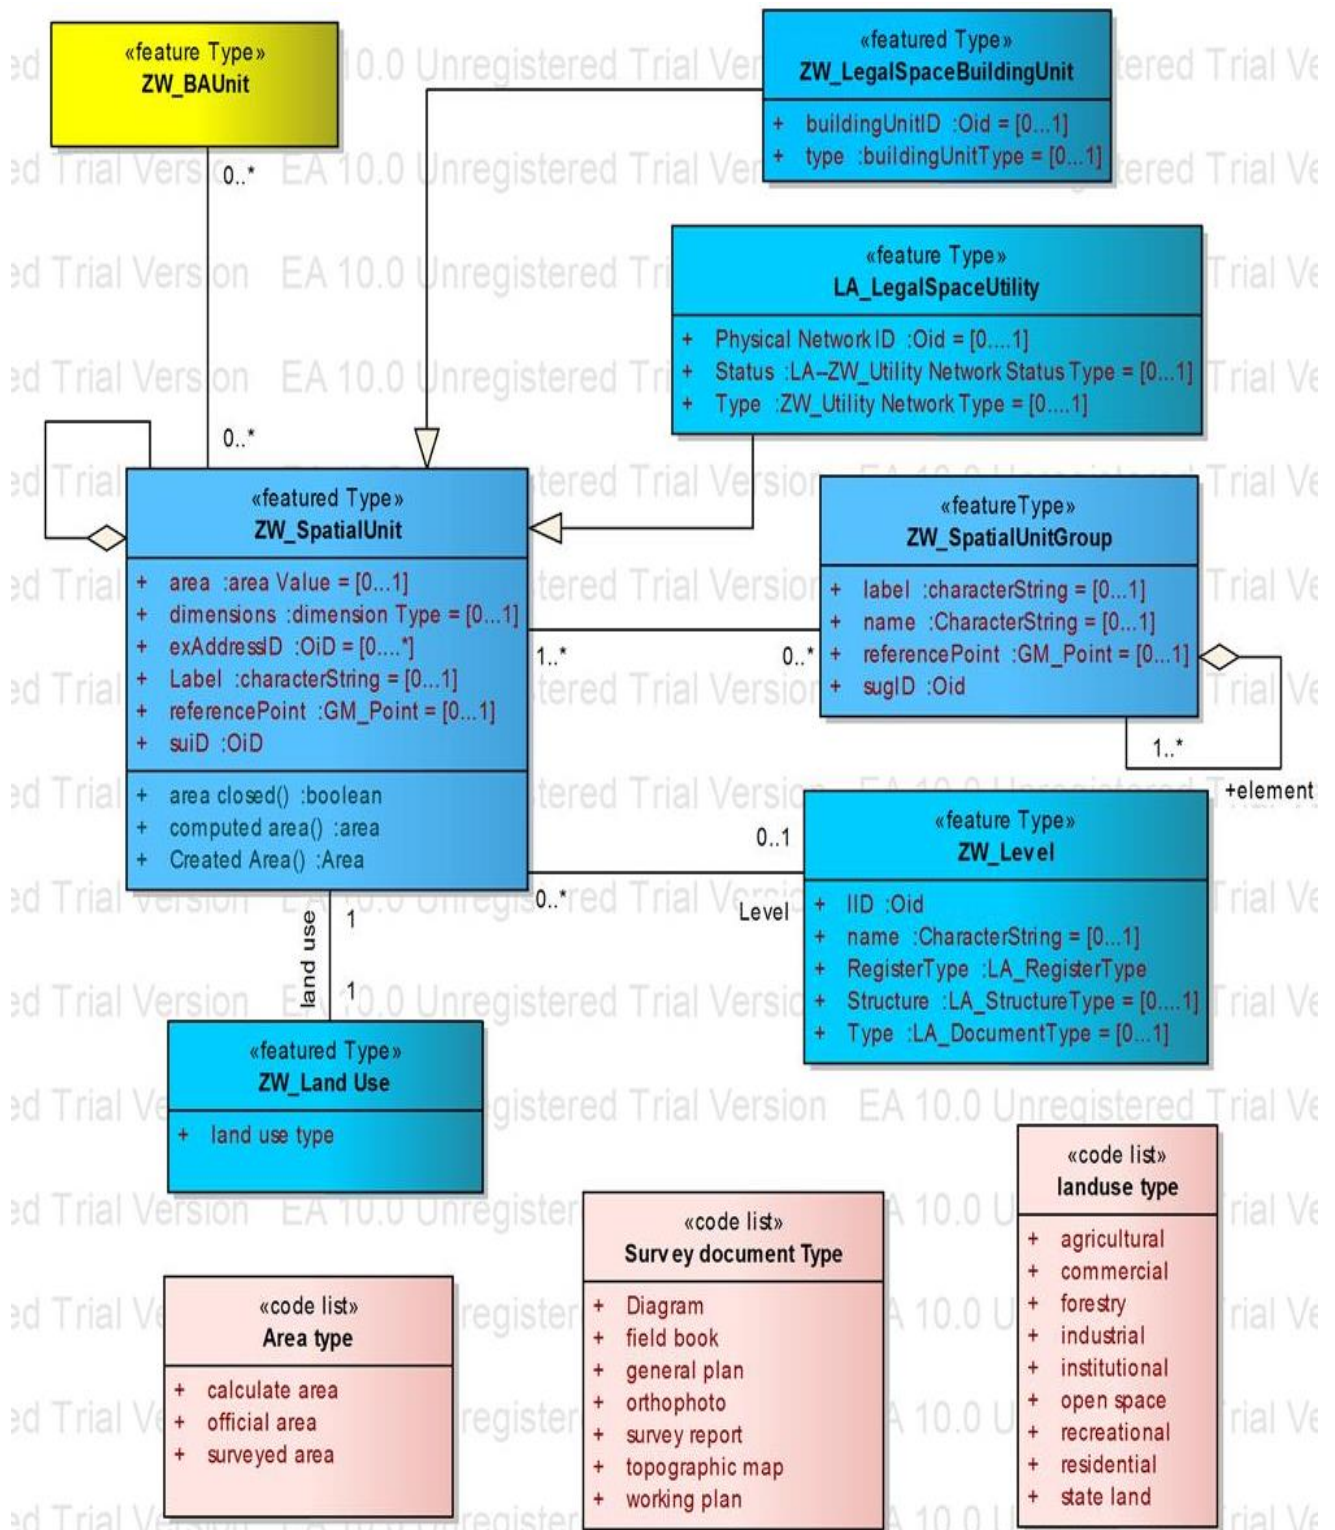 «feature Type»
ZW_BAUnit
0..*
0..*
«featured Type»
ZW_LegalSpaceBuildingUnit
+ buildingUnitID :Oid = [0...1]
+ type :buildingUnitType = [0...1]
«feature Type»
LA_LegalSpaceUtility
+ Physical Network ID :Oid = [0....1]
+ Status :LA--ZW_Utility Network Status Type = [0...1]
+ Type :ZW_Utility Network Type = [0....1]
«featured Type»
ZW_SpatialUnit
+ area :area Value = [0...1]
+ dimensions :dimension Type = [0...1]
+ exAddressID :OiD = [0....*]
+ Label :characterString = [0...1]
+ referencePoint :GM_Point = [0...1]
+ suiD :OiD
+ area closed() :boolean
+ computed area() :area
+ Created Area() :Area
1..*
0..*
«featureType»
ZW_SpatialUnitGroup
+ label :characterString = [0...1]
+ name :CharacterString = [0...1]
+ referencePoint :GM_Point = [0...1]
+ sugID :Oid
1..*
+element
0..1
0..*
Level
«feature Type»
ZW_Level
+ IID :Oid
+ name :CharacterString = [0...1]
+ RegisterType :LA_RegisterType
+ Structure :LA_StructureType = [0....1]
+ Type :LA_DocumentType = [0...1]
land use
1
1
«featured Type»
ZW_Land Use
+ land use type
«code list»
Area type
+ calculate area
+ official area
+ surveyed area
«code list»
Survey document Type
+ Diagram
+ field book
+ general plan
+ orthophoto
+ survey report
+ topographic map
+ working plan
«code list»
landuse type
+ agricultural
+ commercial
+ forestry
+ industrial
+ institutional
+ open space
+ recreational
+ residential
+ state land
EA 10.0 Unregistered Trial Version